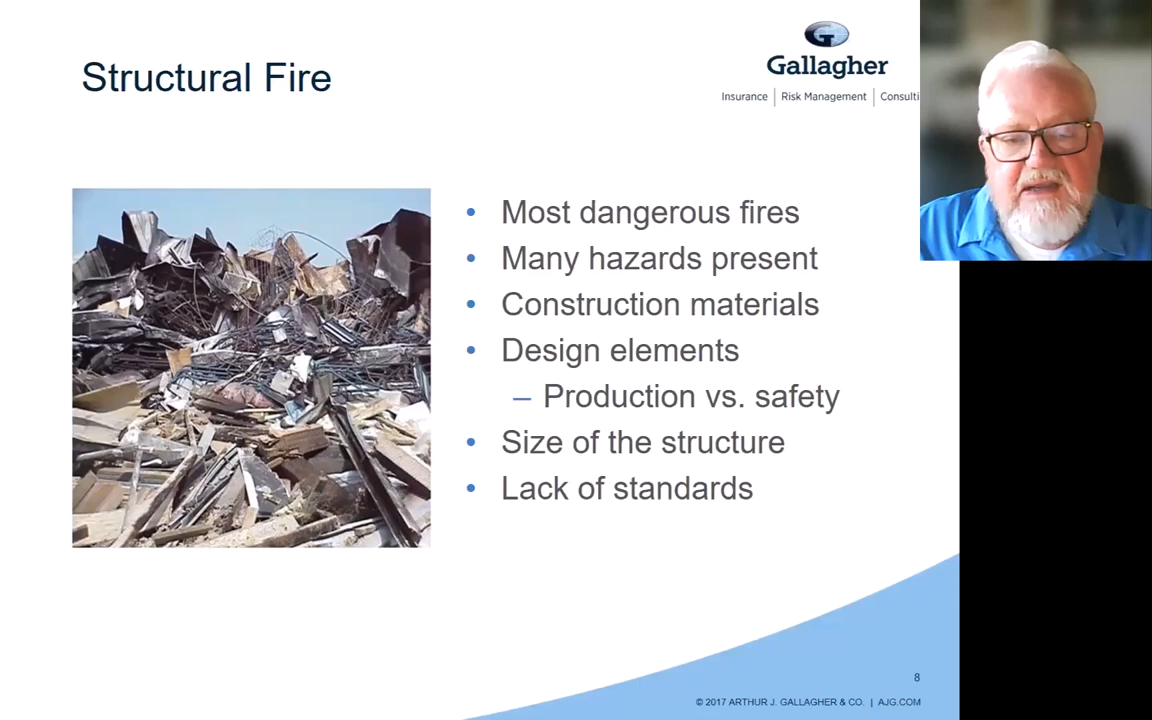 Structural Fire
Gallagher
Insurance | Risk Management | Consulti
• Most dangerous fires
• Many hazards present
• Construction materials
• Design elements
– Production vs. safety
• Size of the structure
• Lack of standards
8
© 2017 ARTHUR J. GALLAGHER & CO. | AJG.COM